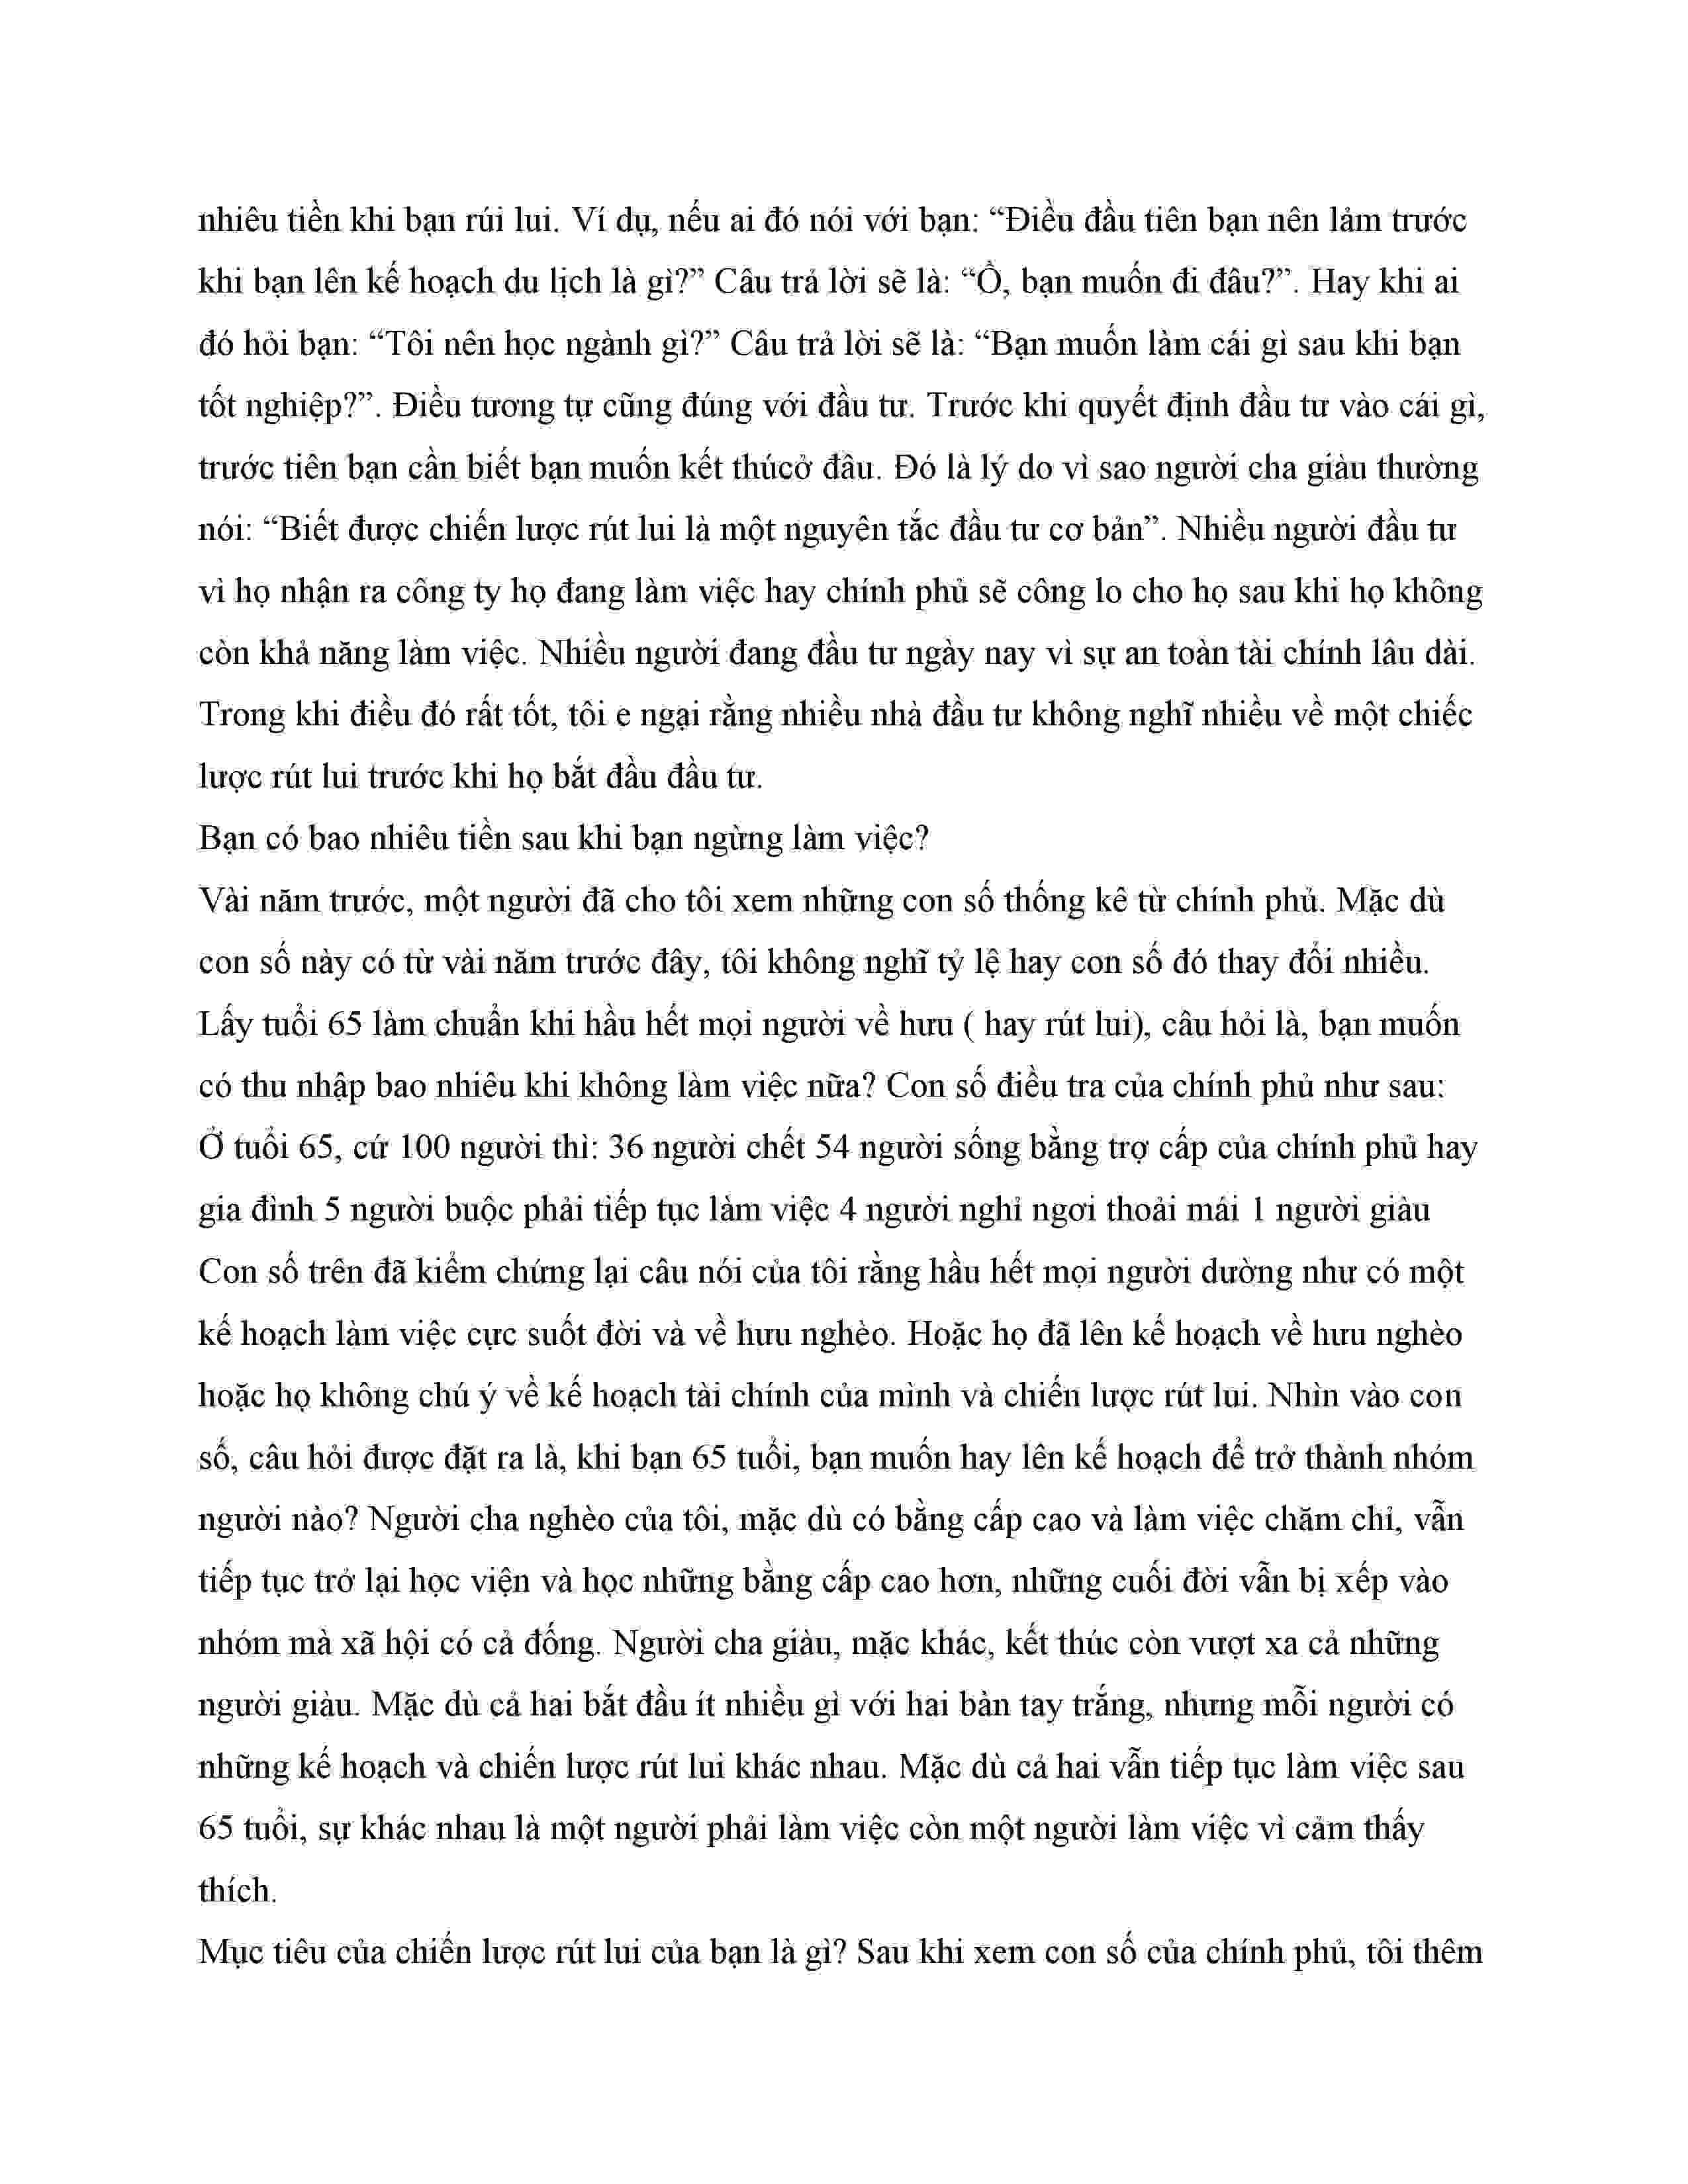 nhiêu tiền khi bạn rúi lui. Ví dụ, nếu ai đó nói với bạn: “Điều đầu tiên bạn nên lảm trước
khi bạn lên kế hoạch du lịch là gì?” Câu trả lời sẽ là: “Ồ, bạn muốn đi đâu?”. Hay khi ai
đó hỏi bạn: “Tôi nên học ngành gì?” Câu trả lời sẽ là: “Bạn muốn làm cái gì sau khi bạn
tốt nghiệp?”. Điều tương tự cũng đúng với đầu tư. Trước khi quyết định đầu tư vào cái gì,
trước tiên bạn cần biết bạn muốn kết thúcở đâu. Đó là lý do vì sao người cha giàu thường
nói: “Biết được chiến lược rút lui là một nguyên tắc đầu tư cơ bản”. Nhiều người đầu tư
vì họ nhận ra công ty họ đang làm việc hay chính phủ sẽ công lo cho họ sau khi họ không
còn khả năng làm việc. Nhiều người đang đầu tư ngày nay vì sự an toàn tài chính lâu dài.
Trong khi điều đó rất tốt, tôi e ngại rằng nhiều nhà đầu tư không nghĩ nhiều về một chiếc
lược rút lui trước khi họ bắt đầu đầu tư.
Bạn có bao nhiêu tiền sau khi bạn ngừng làm việc?
Vài năm trước, một người đã cho tôi xem những con số thống kê từ chính phủ. Mặc dù
con số này có từ vài năm trước đây, tôi không nghĩ tỷ lệ hay con số đó thay đổi nhiều.
Lấy tuổi 65 làm chuẩn khi hầu hết mọi người về hưu ( hay rút lui), câu hỏi là, bạn muốn
có thu nhập bao nhiêu khi không làm việc nữa? Con số điều tra của chính phủ như sau:
Ở tuổi 65, cứ 100 người thì: 36 người chết 54 người sống bằng trợ cấp của chính phủ hay
gia đình 5 người buộc phải tiếp tục làm việc 4 người nghỉ ngơi thoải mái 1 người giàu
Con số trên đã kiểm chứng lại câu nói của tôi rằng hầu hết mọi người dường như có một
kế hoạch làm việc cực suốt đời và về hưu nghèo. Hoặc họ đã lên kế hoạch về hưu nghèo
hoặc họ không chú ý về kế hoạch tài chính của mình và chiến lược rút lui. Nhìn vào con
số, câu hỏi được đặt ra là, khi bạn 65 tuổi, bạn muốn hay lên kế hoạch để trở thành nhóm
người nào? Người cha nghèo của tôi, mặc dù có bằng cấp cao và làm việc chăm chỉ, vẫn
tiếp tục trở lại học viện và học những bằng cấp cao hơn, những cuối đời vẫn bị xếp vào
nhóm mà xã hội có cả đống. Người cha giàu, mặc khác, kết thúc còn vượt xa cả những
người giàu. Mặc dù cả hai bắt đầu ít nhiều gì với hai bàn tay trắng, nhưng mỗi người có
những kế hoạch và chiến lược rút lui khác nhau. Mặc dù cả hai vẫn tiếp tục làm việc sau
65 tuổi, sự khác nhau là một người phải làm việc còn một người làm việc vì cảm thấy
thích.
Mục tiêu của chiến lược rút lui của bạn là gì? Sau khi xem con số của chính phủ, tôi thêm